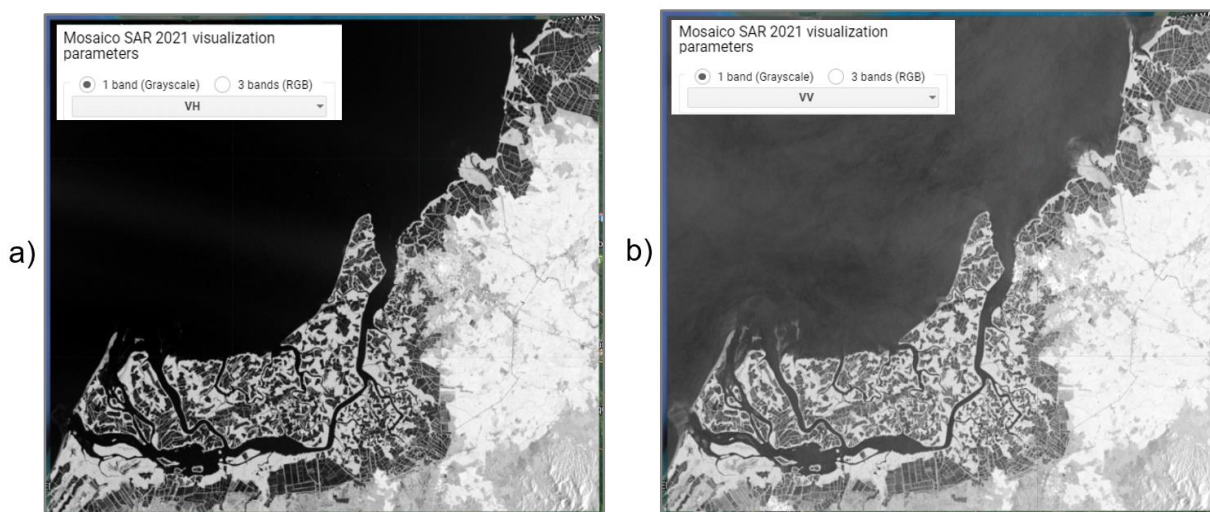 a)
Mosaico SAR 2021 visualization
parameters
1 band (Grayscale) 3 bands (RGB)
VH
b)
Mosaico SAR 2021 visualization
parameters
1 band (Grayscale) 3 bands (RGB)
VV